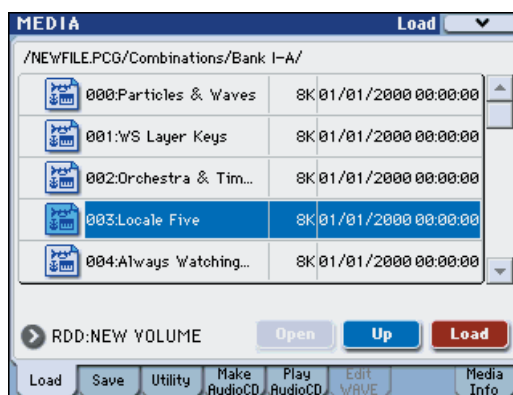 MEDIA Load
/NEWFILE.PCG/Combinations/Bank I-A/
000:Particles & Waves 8K 01/01/2000 00:00:00
001:WS Layer Keys 8K 01/01/2000 00:00:00
002:Orchestra & Tim... 8K 01/01/2000 00:00:00
003:Locale Five 8K 01/01/2000 00:00:00
004:Always Watching... 8K 01/01/2000 00:00:00
RDD:NEW VOLUME Open Up Load
Load Save Utility Make AudioCD Play AudioCD Edit WAVE Media Info